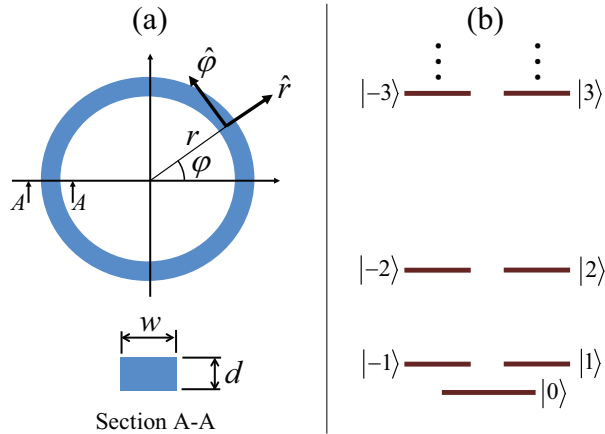 (a)
φ̂
r̂
r
φ
A A
w
d
Section A-A
(b)
|−3⟩ |3⟩
|−2⟩ |2⟩
|−1⟩ |1⟩
|0⟩